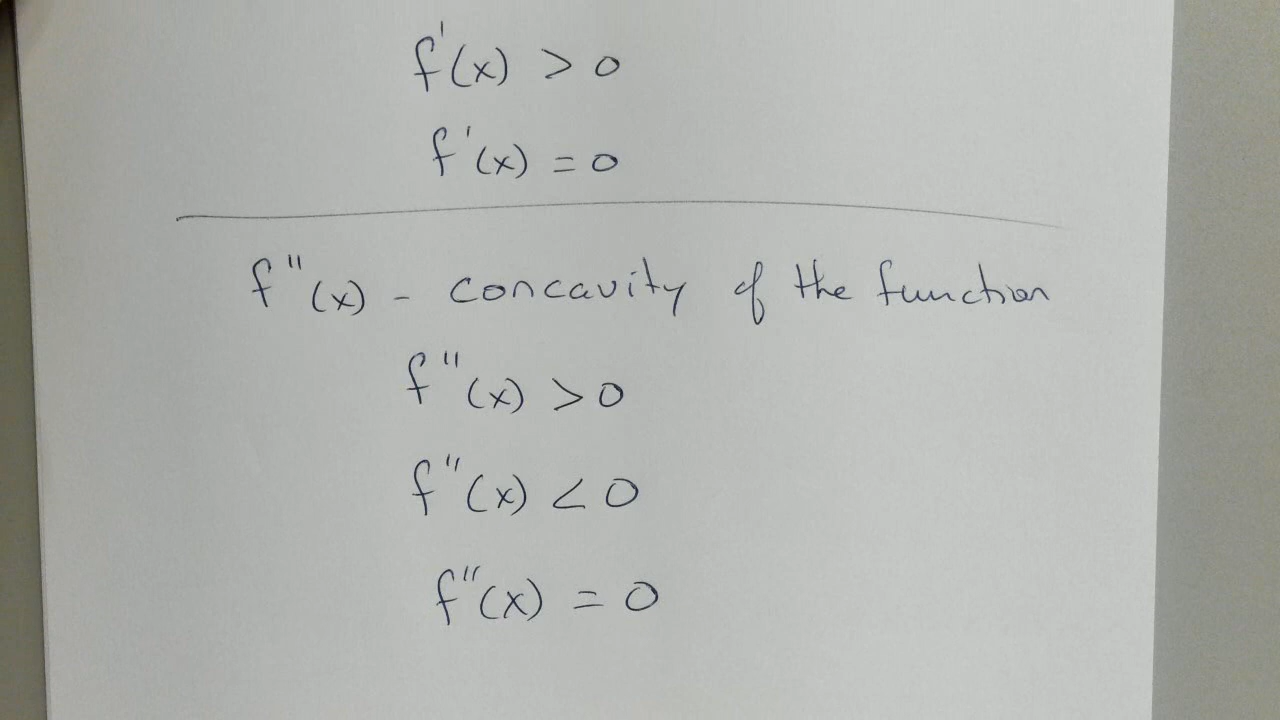 f'(x) > 0
f'(x) = 0
f"(x) - concavity of the function
f"(x) > 0
f"(x) < 0
f"(x) = 0